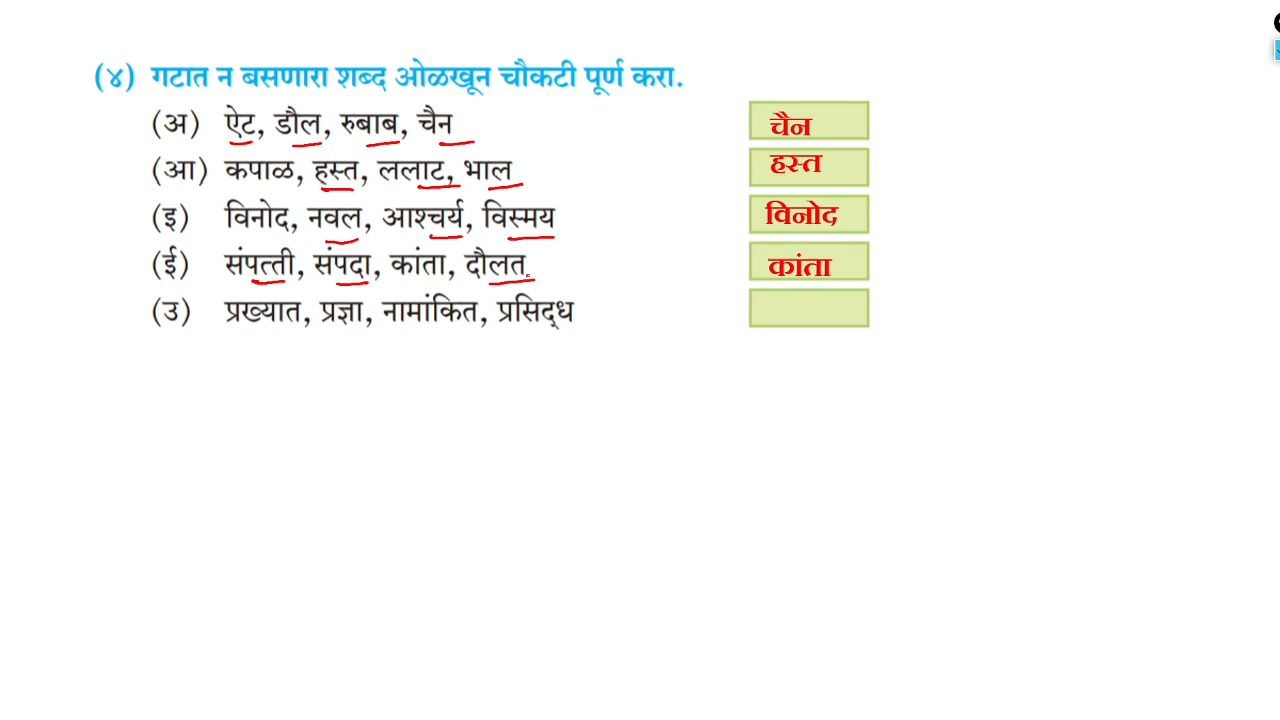 (४) गटात न बसणारा शब्द ओळखून चौकटी पूर्ण करा.
(अ) ऐट, डौल, रुबाब, चैन चैन
(आ) कपाळ, हस्त, ललाट, भाल हस्त
(इ) विनोद, नवल, आश्चर्य, विस्मय विनोद
(ई) संपत्ती, संपदा, कांता, दौलत. कांता
(उ) प्रख्यात, प्रज्ञा, नामांकित, प्रसिद्ध